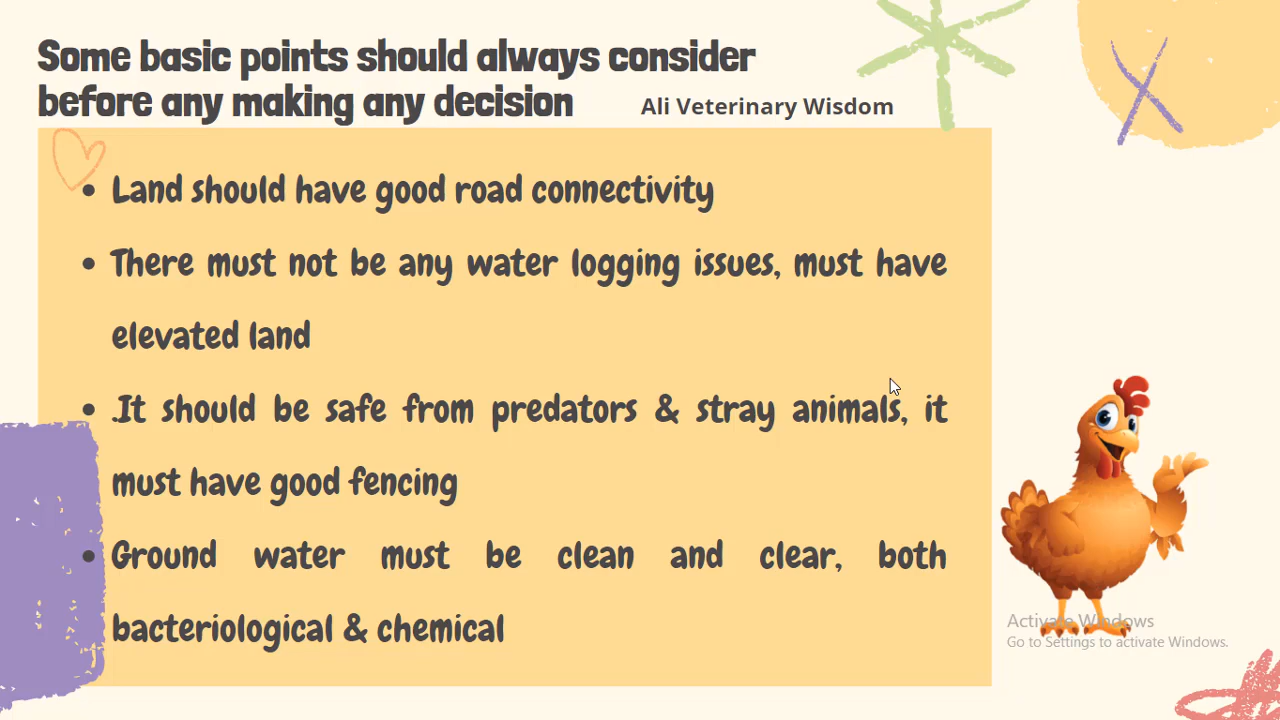 Some basic points should always consider
before any making any decision
Ali Veterinary Wisdom
• Land should have good road connectivity
• There must not be any water logging issues, must have
elevated land
• .It should be safe from predators & stray animals, it
must have good fencing
• Ground water must be clean and clear, both
bacteriological & chemical
Activate Windows
Go to Settings to activate Windows.